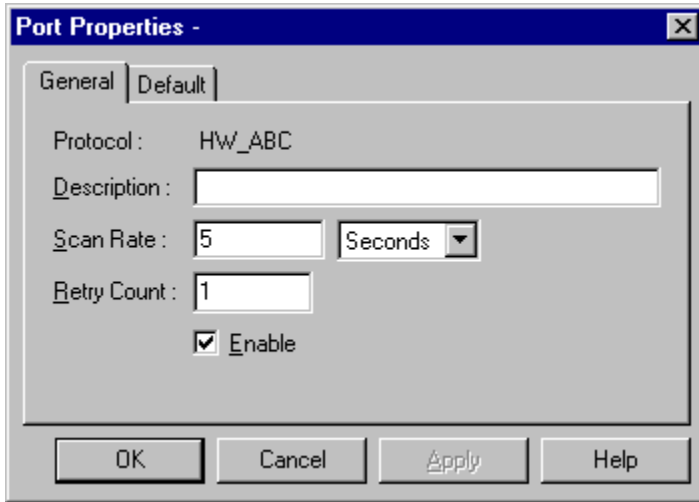 Port Properties -
General Default
Protocol : HW_ABC
Description :
Scan Rate : 5 Seconds
Retry Count : 1
Enable
OK Cancel Apply Help